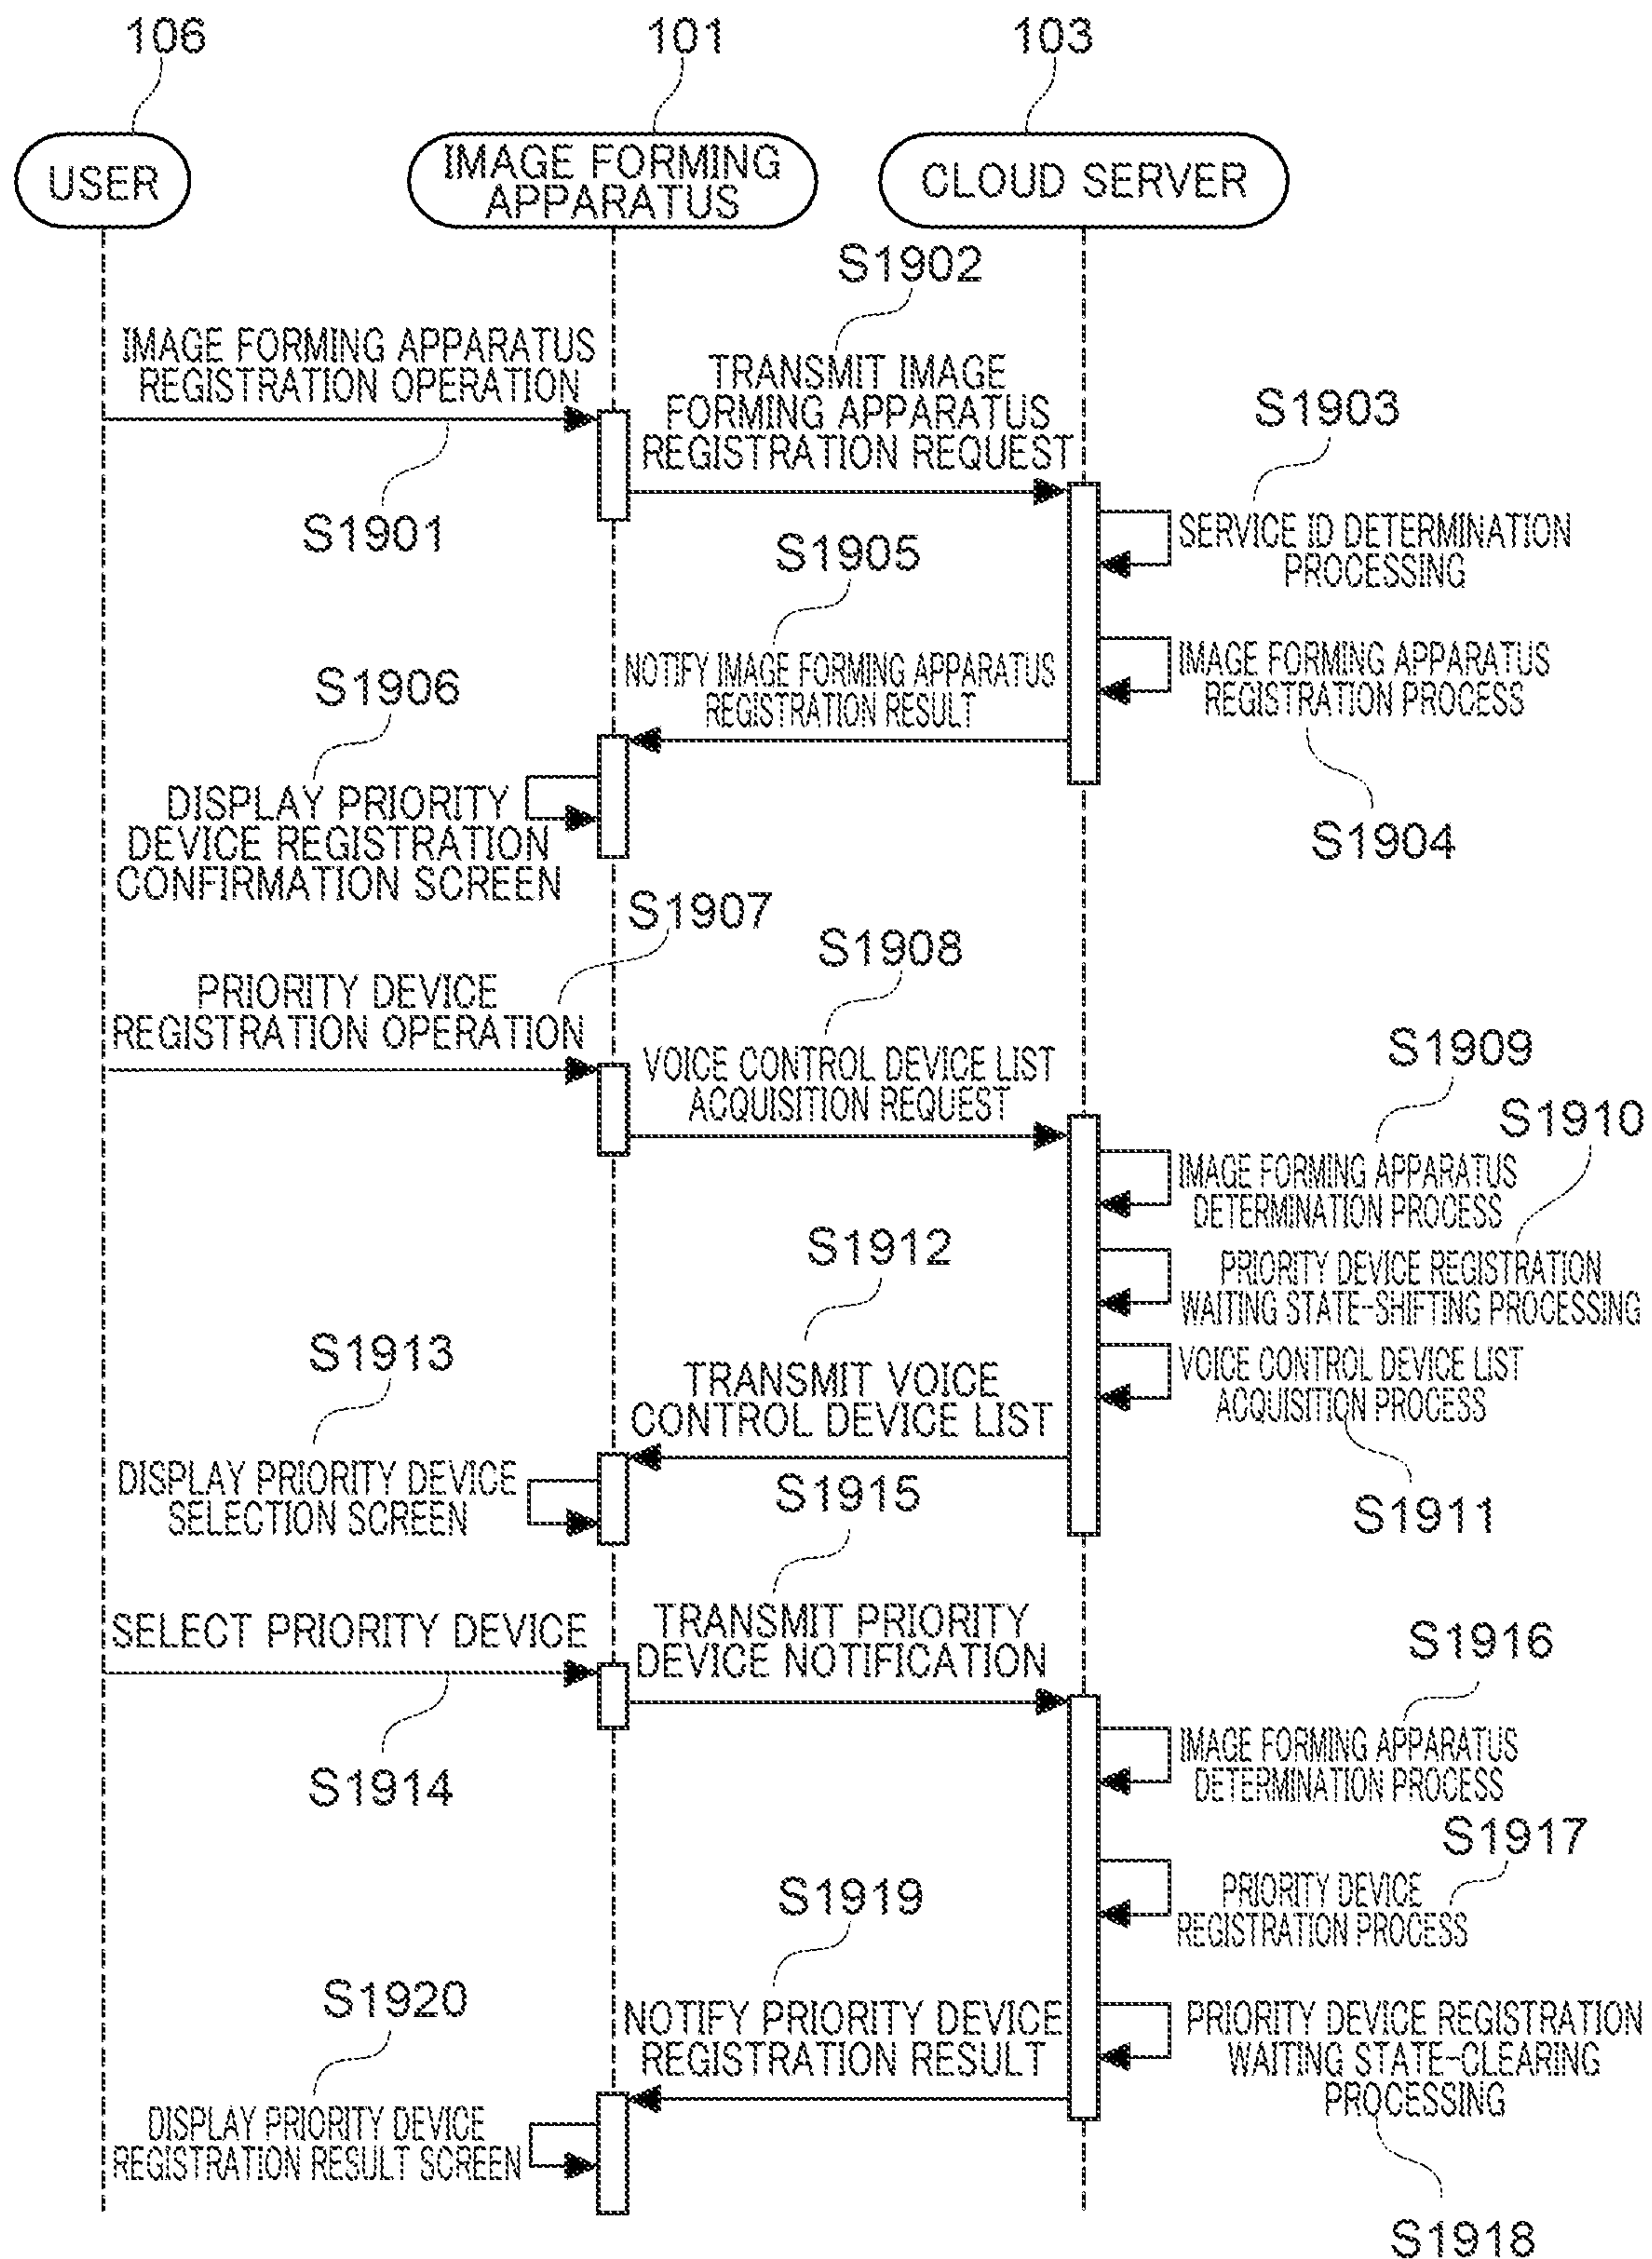 106
101
103
USER
IMAGE FORMING
APPARATUS
CLOUD SERVER
S1902
IMAGE FORMING APPARATUS
REGISTRATION OPERATION
TRANSMIT IMAGE
FORMING APPARATUS
REGISTRATION REQUEST
S1903
S1901
SERVICE ID DETERMINATION
PROCESSING
S1905
NOTIFY IMAGE FORMING APPARATUS
REGISTRATION RESULT
IMAGE FORMING APPARATUS
REGISTRATION PROCESS
S1906
S1904
DISPLAY PRIORITY
DEVICE REGISTRATION
CONFIRMATION SCREEN
S1907
S1908
PRIORITY DEVICE
REGISTRATION OPERATION
VOICE CONTROL DEVICE LIST
ACQUISITION REQUEST
S1909
S1910
IMAGE FORMING APPARATUS
DETERMINATION PROCESS
S1912
PRIORITY DEVICE REGISTRATION
WAITING STATE-SHIFTING PROCESSING
S1913
TRANSMIT VOICE
CONTROL DEVICE LIST
VOICE CONTROL DEVICE LIST
ACQUISITION PROCESS
S1911
DISPLAY PRIORITY DEVICE
SELECTION SCREEN
S1915
SELECT PRIORITY DEVICE
TRANSMIT PRIORITY
DEVICE NOTIFICATION
S1916
S1914
IMAGE FORMING APPARATUS
DETERMINATION PROCESS
S1917
S1919
PRIORITY DEVICE
REGISTRATION PROCESS
S1920
NOTIFY PRIORITY DEVICE
REGISTRATION RESULT
PRIORITY DEVICE REGISTRATION
WAITING STATE-CLEARING
PROCESSING
DISPLAY PRIORITY DEVICE
REGISTRATION RESULT SCREEN
S1918